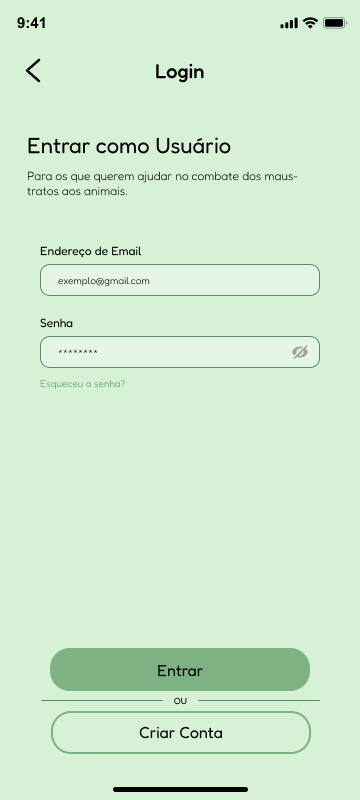 9:41
Login
Entrar como Usuário
Para os que querem ajudar no combate dos maus-
tratos aos animais.
Endereço de Email
exemplo@gmail.com
Senha
********
Esqueceu a senha?
Entrar
OU
Criar Conta